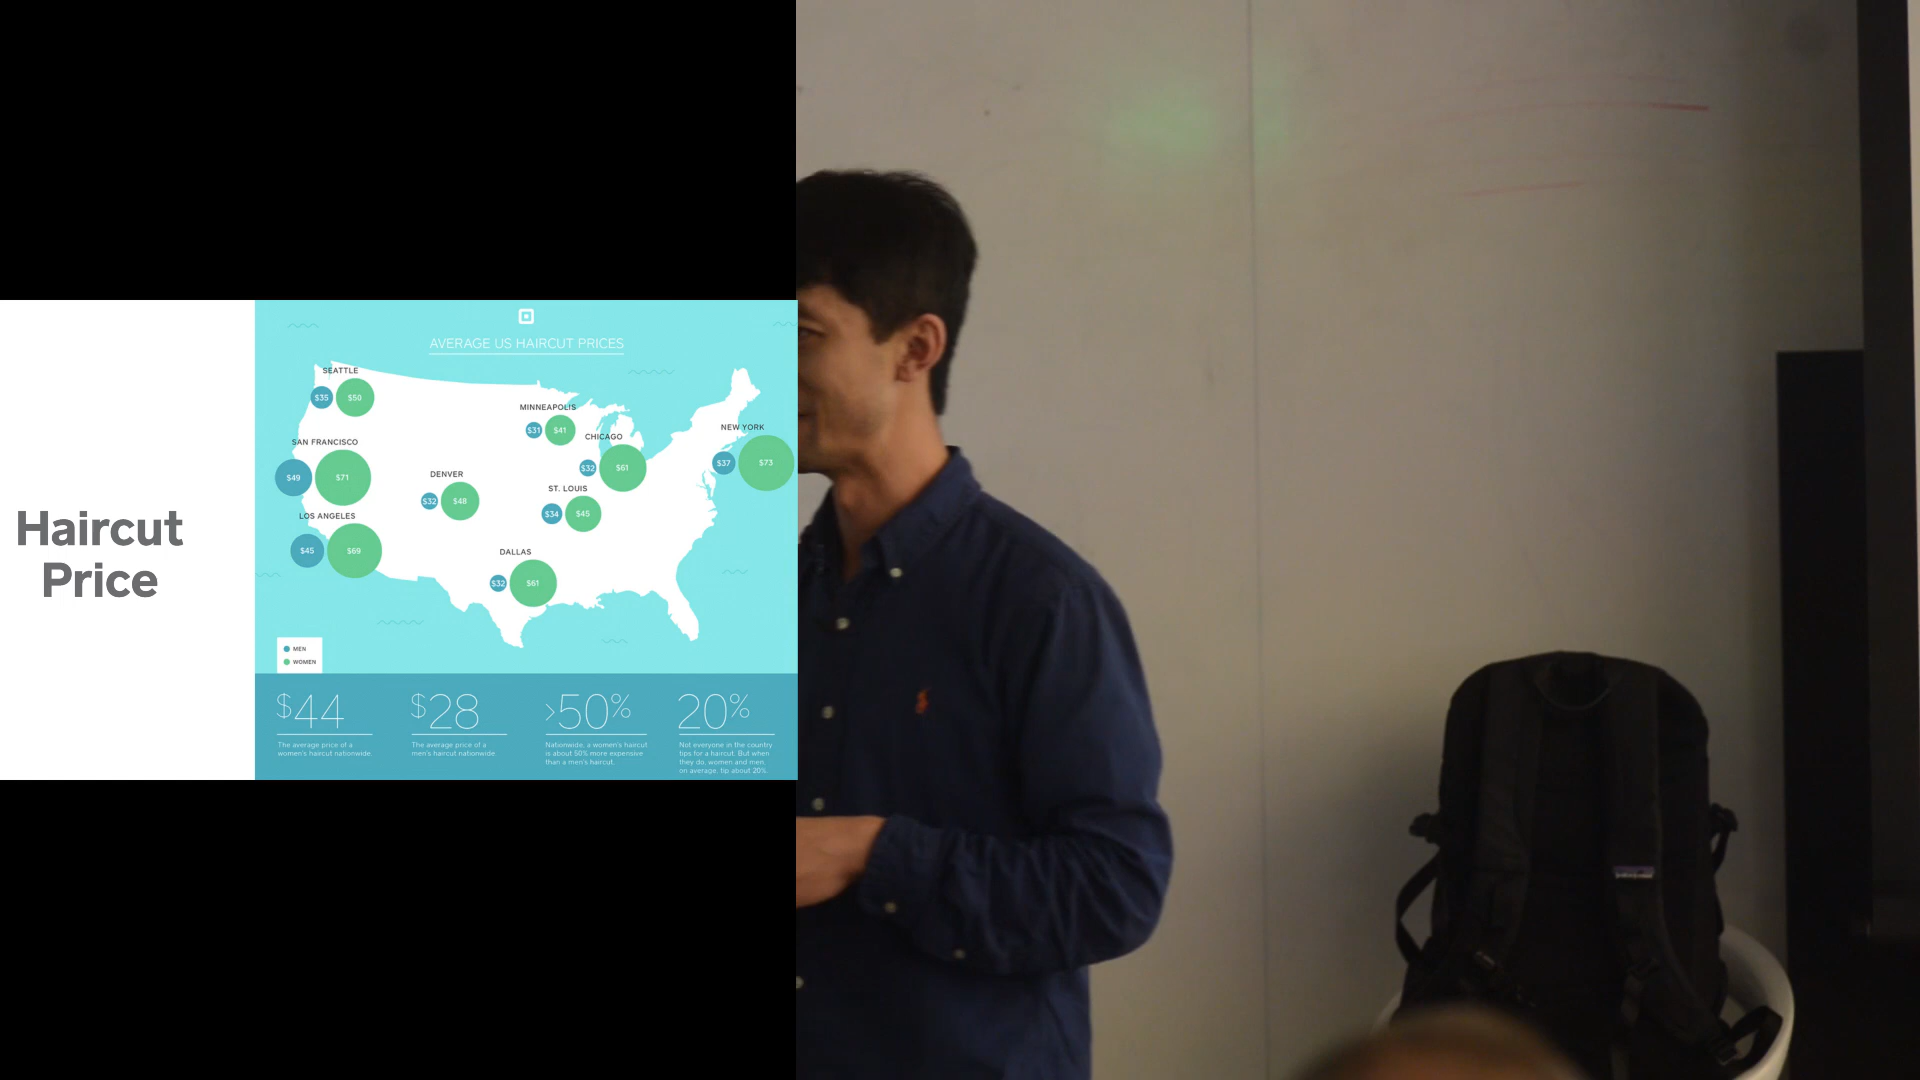 Haircut
Price
AVERAGE US HAIRCUT PRICES
SEATTLE
$35 $50
MINNEAPOLIS
$31 $41
CHICAGO
$32 $61
NEW YORK
$37 $73
SAN FRANCISCO
$49 $71
DENVER
$32 $48
ST. LOUIS
$34 $45
LOS ANGELES
$45 $69
DALLAS
$32 $61
MEN
WOMEN
$44
The average price of a
women's haircut nationwide.
$28
The average price of a
men's haircut nationwide
>50%
Nationwide, a women's haircut
is about 50% more expensive
than a men's haircut.
20%
Not everyone in the country
tips for a haircut. But when
they do, women and men,
on average, tip about 20%.